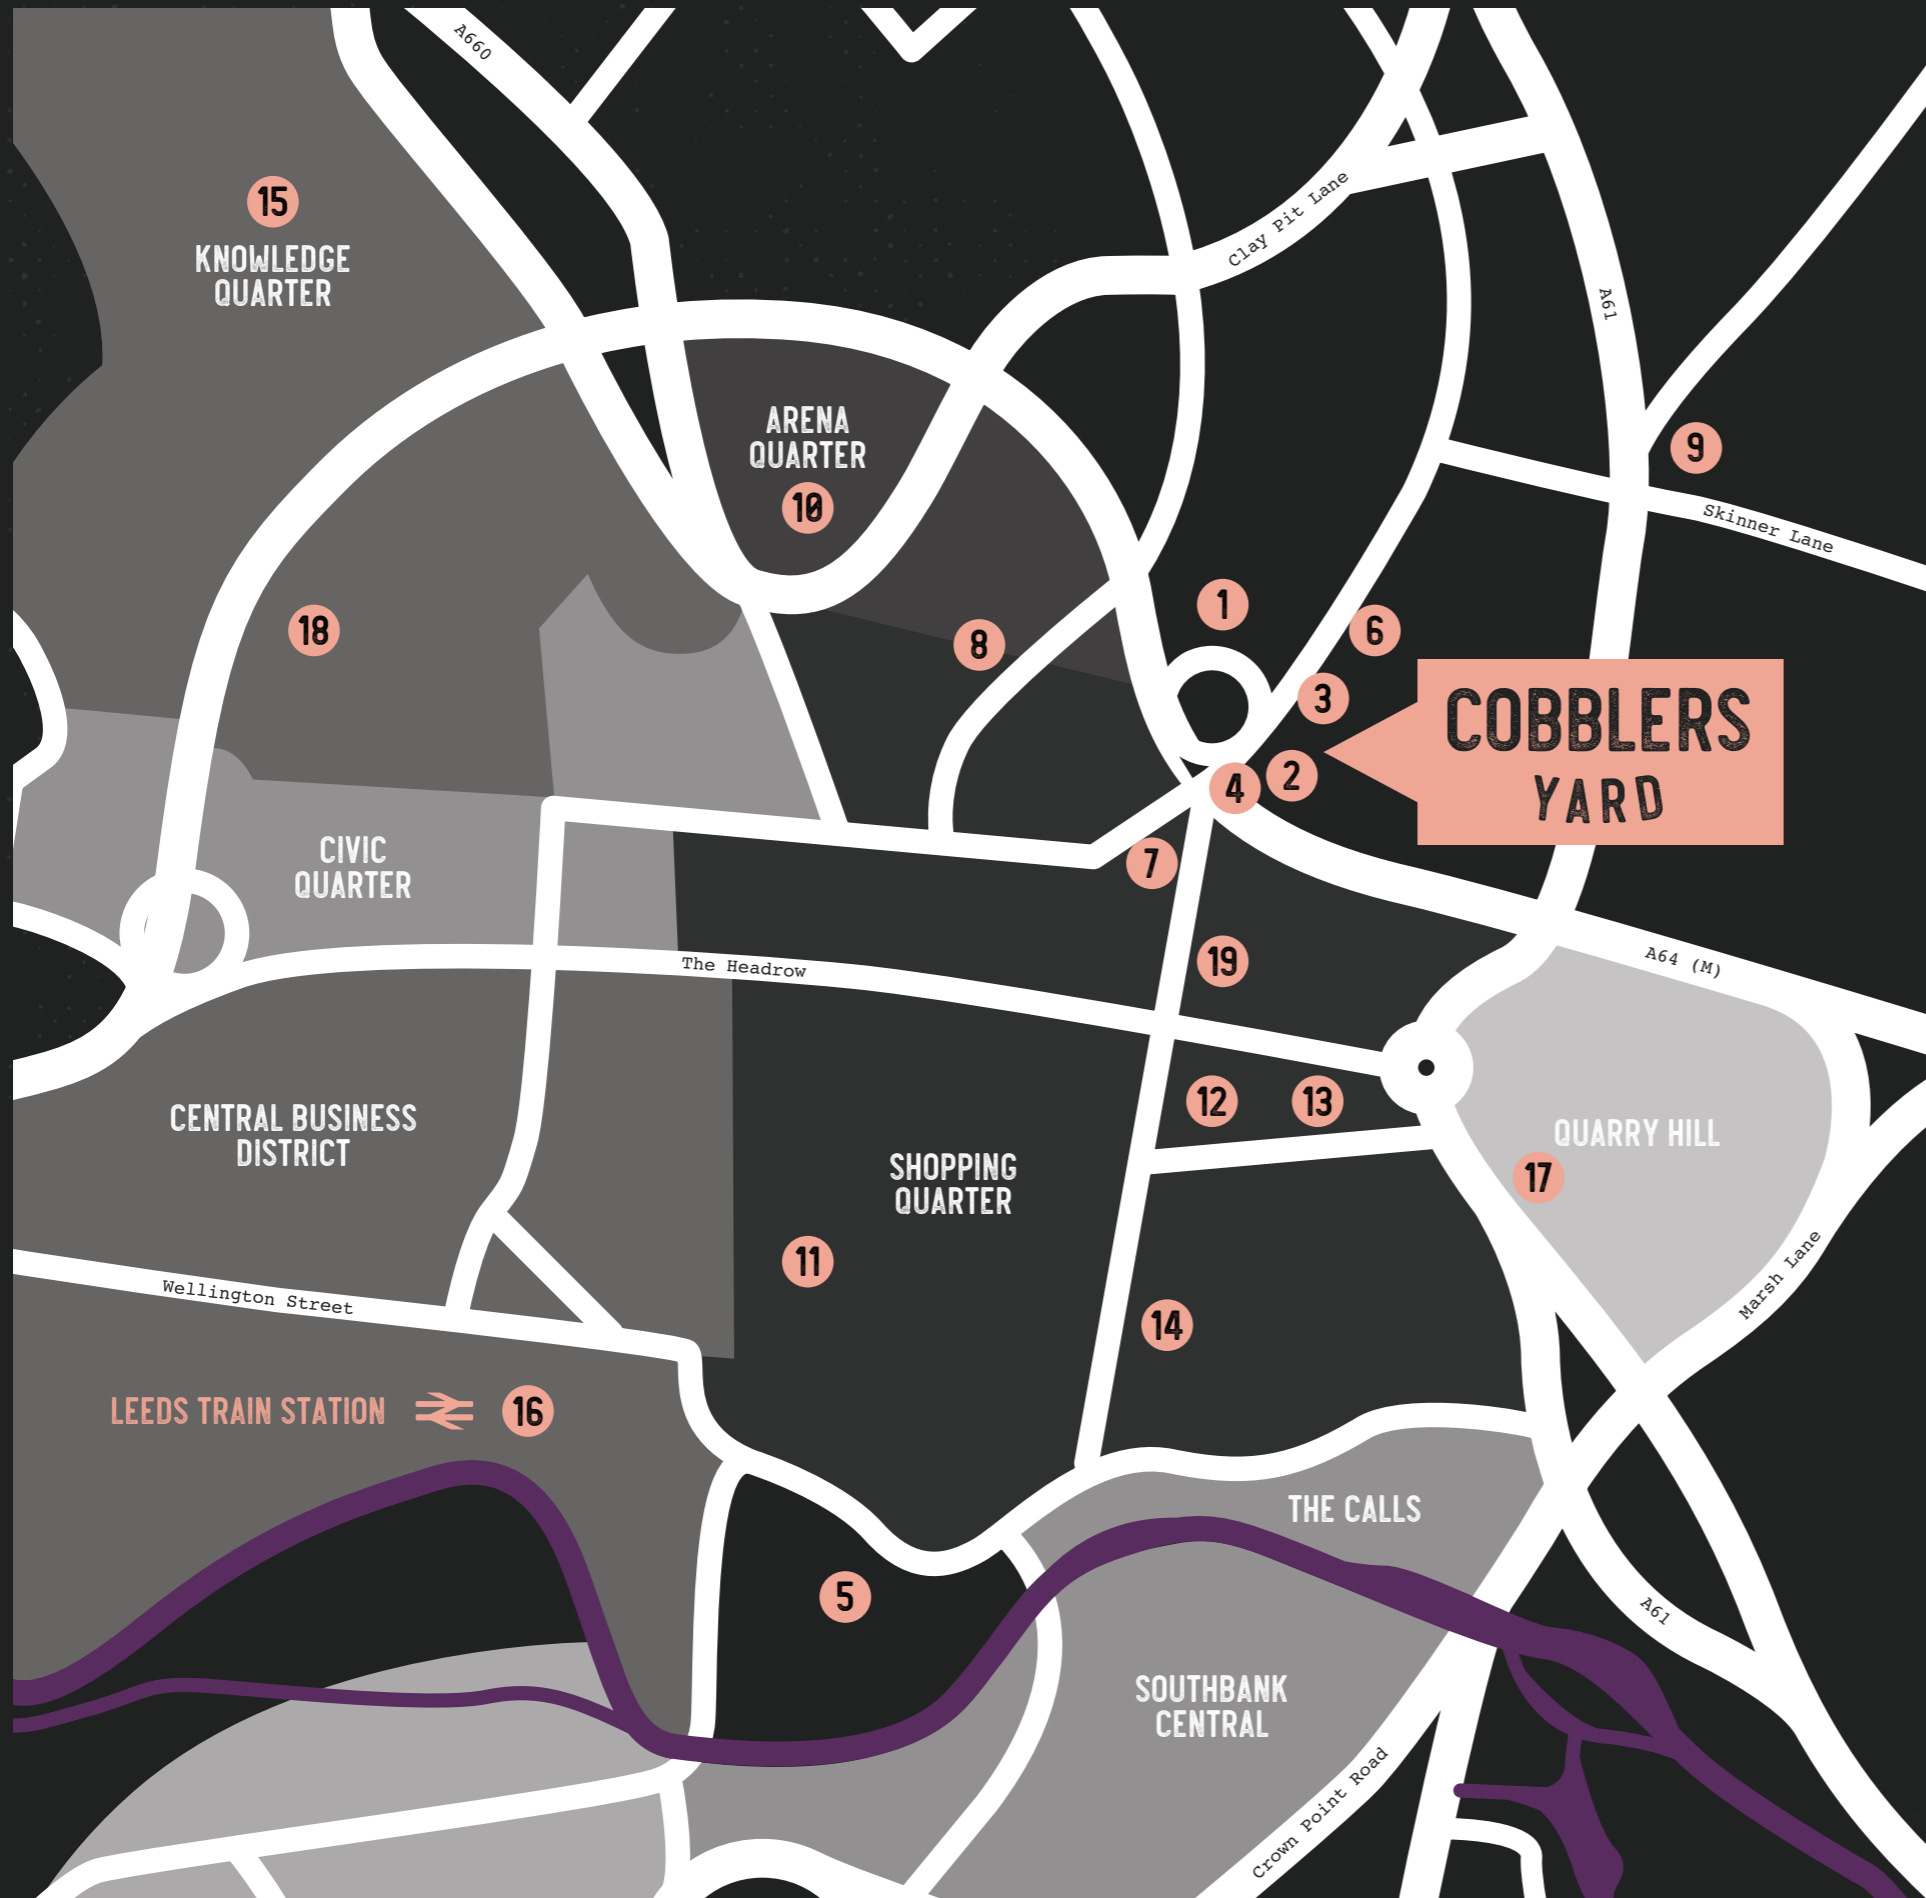 A660
15
KNOWLEDGE
QUARTER
Clay Pit Lane
A61
ARENA
QUARTER
10
9
Skinner Lane
1
18
8
6
3
COBBLERS
YARD
2
4
7
CIVIC
QUARTER
The Headrow
19
A64 (M)
12
13
CENTRAL BUSINESS
DISTRICT
QUARRY HILL
17
SHOPPING
QUARTER
11
Wellington Street
Marsh Lane
14
LEEDS TRAIN STATION
16
THE CALLS
5
A61
SOUTHBANK
CENTRAL
Crown Point Road